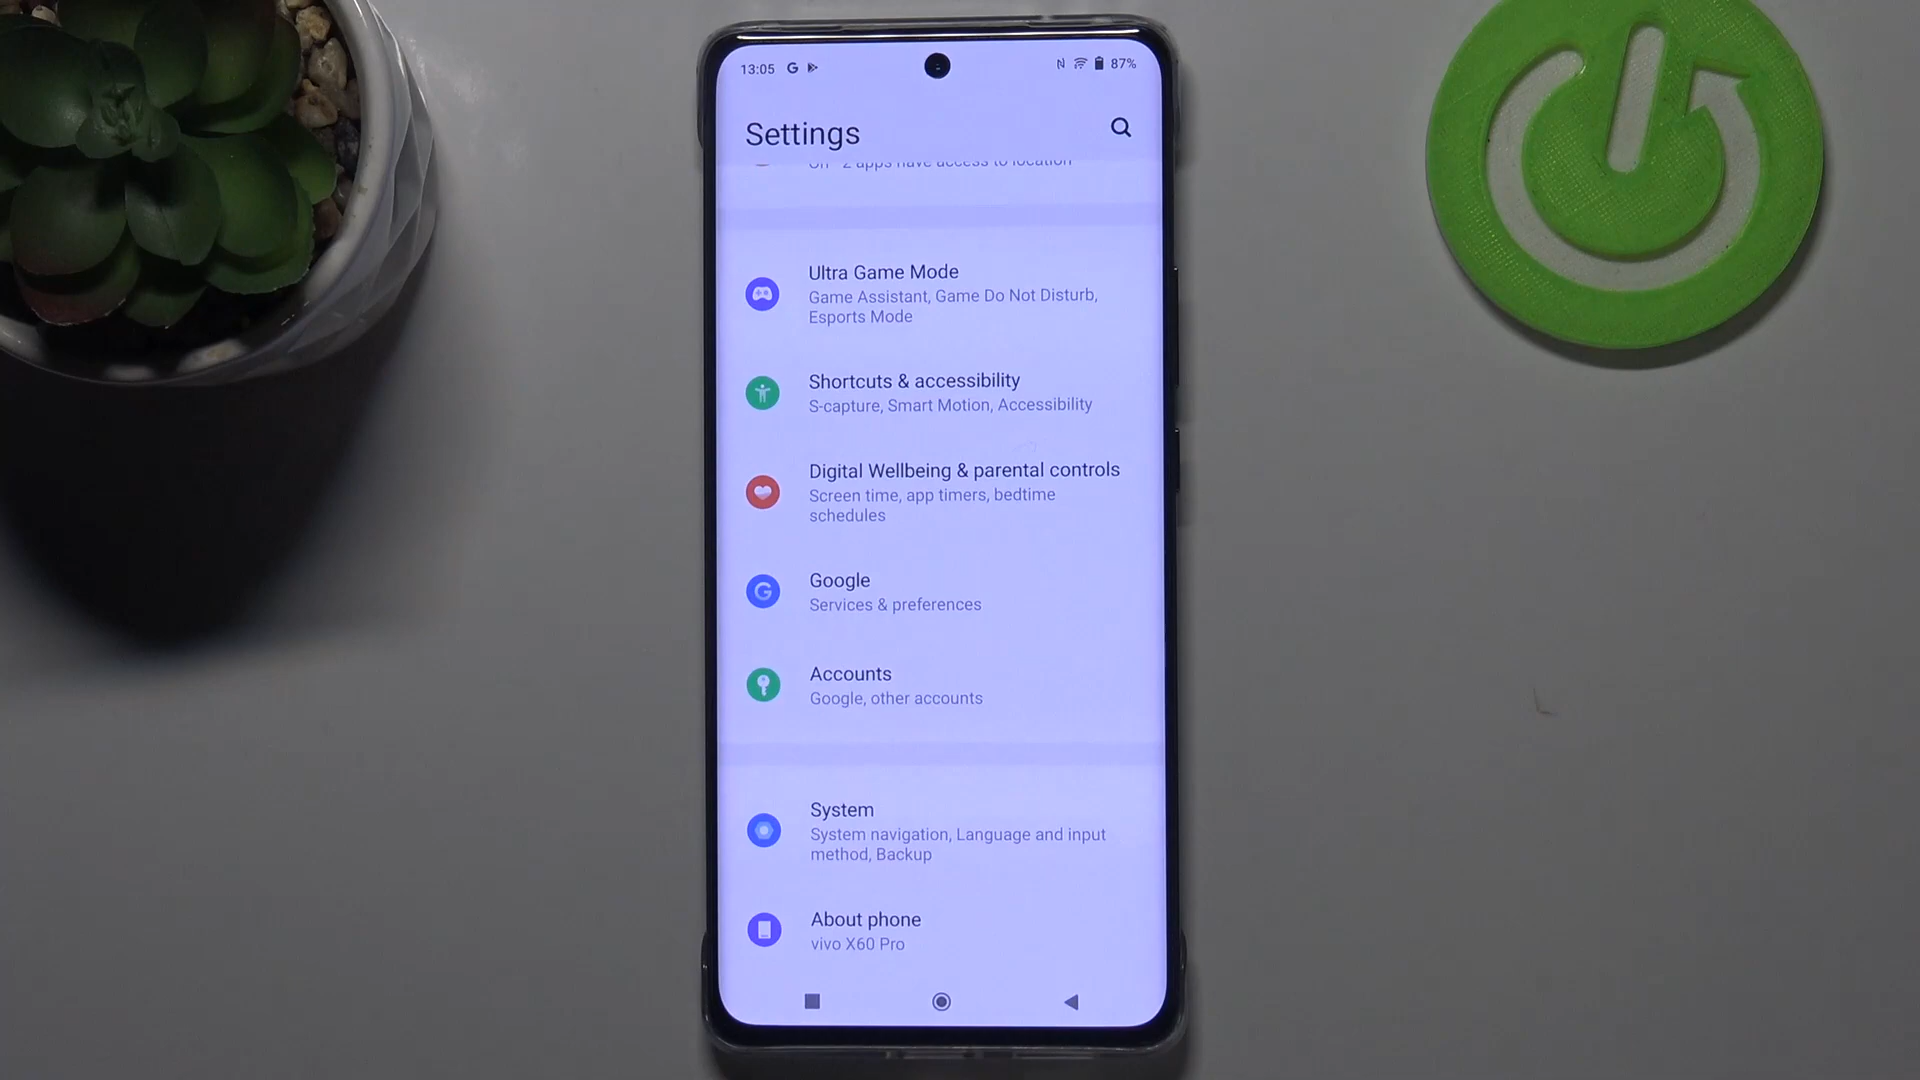 13:05
87%
Settings
On - 2 apps have access to location
Ultra Game Mode
Game Assistant, Game Do Not Disturb,
Esports Mode
Shortcuts & accessibility
S-capture, Smart Motion, Accessibility
Digital Wellbeing & parental controls
Screen time, app timers, bedtime
schedules
Google
Services & preferences
Accounts
Google, other accounts
System
System navigation, Language and input
method, Backup
About phone
vivo X60 Pro